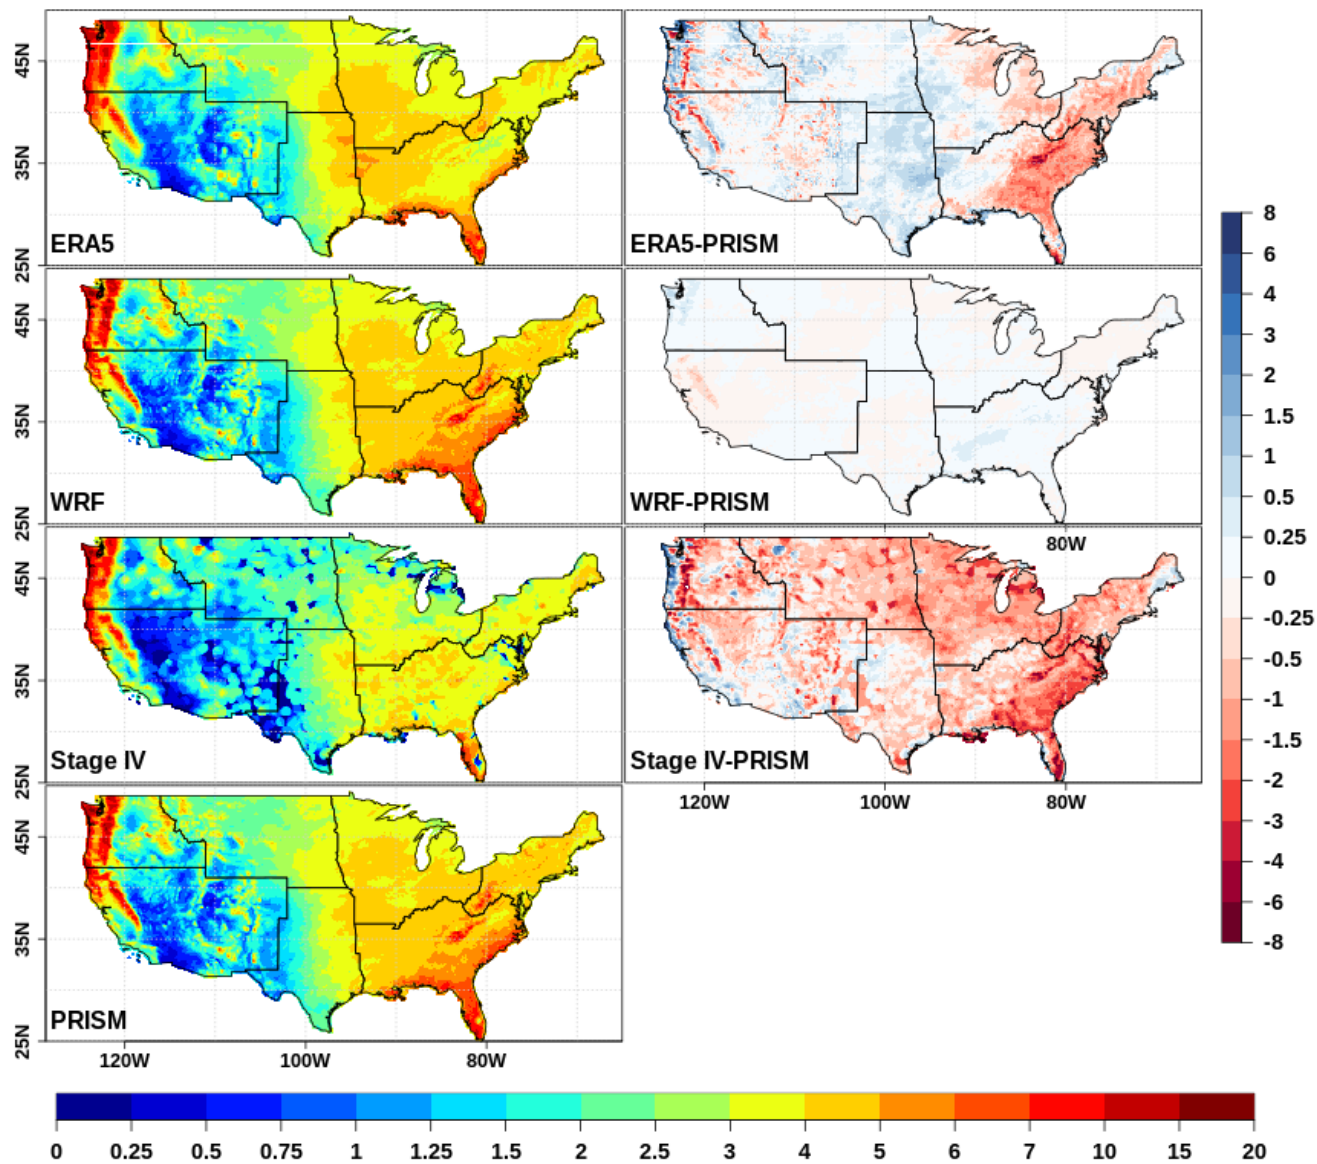 45N
35N
25N
ERA5
ERA5-PRISM
45N
35N
25N
WRF
WRF-PRISM
45N
35N
25N
Stage IV
80W
Stage IV-PRISM
120W 100W 80W
45N
35N
25N
PRISM
120W 100W 80W
8
6
4
3
2
1.5
1
0.5
0.25
0
-0.25
-0.5
-1
-1.5
-2
-3
-4
-6
-8
0 0.25 0.5 0.75 1 1.25 1.5 2 2.5 3 4 5 6 7 10 15 20